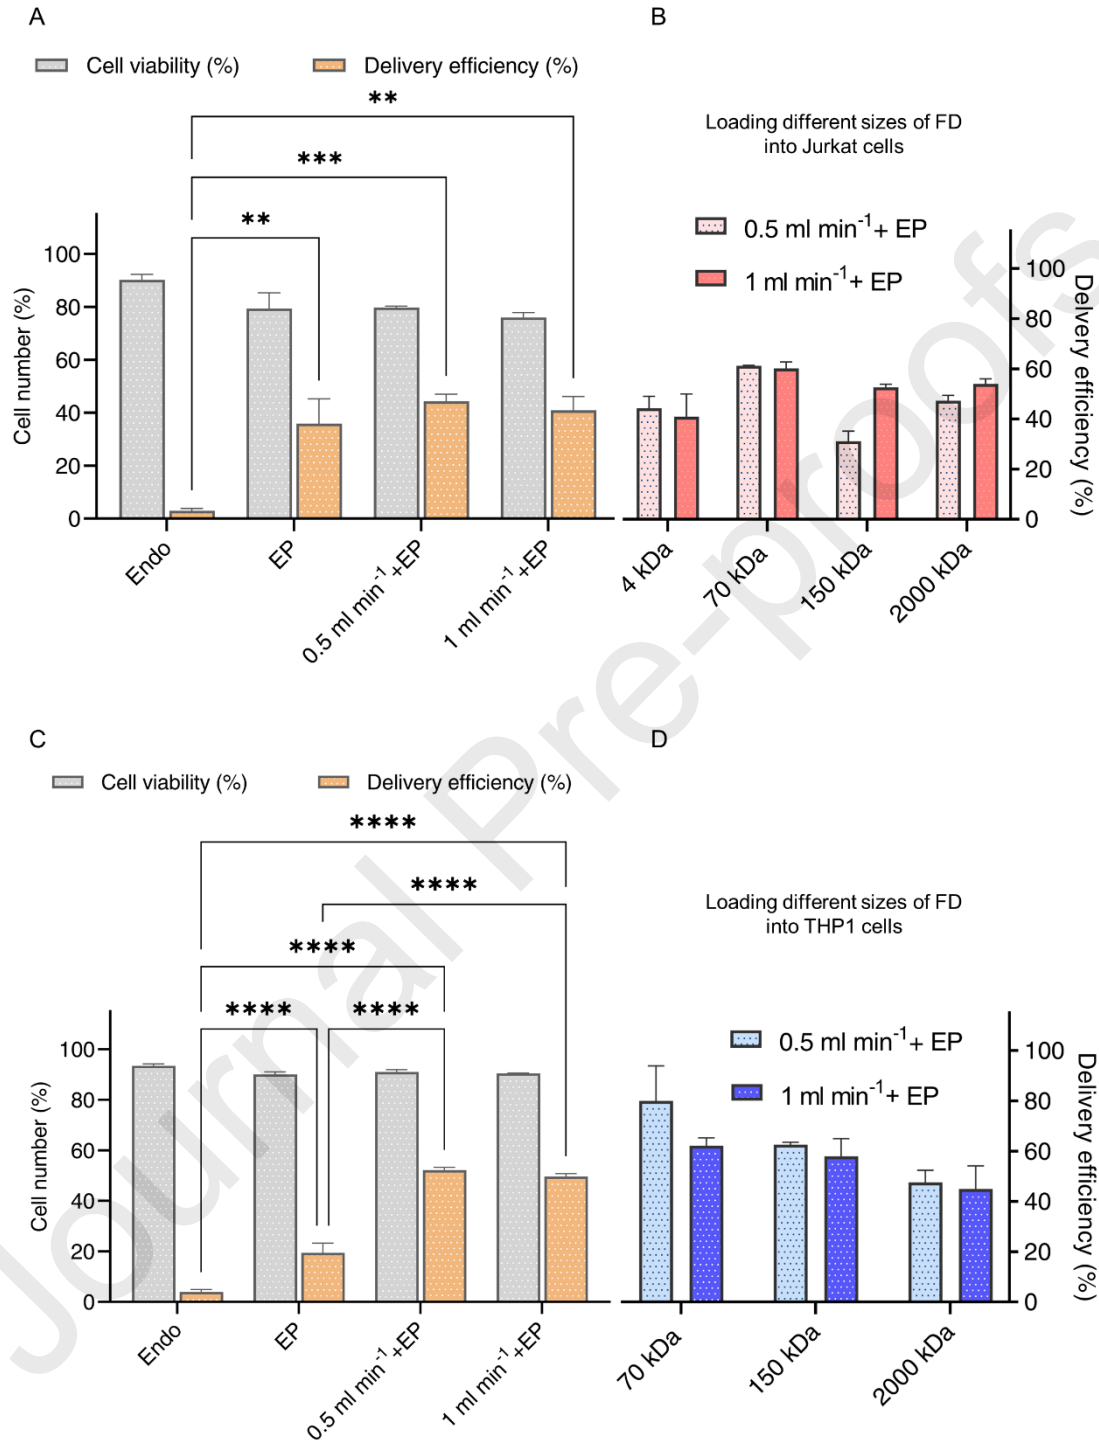 A
Cell viability (%)
Delivery efficiency (%)
**
***
**
Cell number (%)
100
80
60
40
20
0
Endo
EP
0.5 ml min⁻¹+EP
1 ml min⁻¹+EP
B
Loading different sizes of FD
into Jurkat cells
0.5 ml min⁻¹+ EP
1 ml min⁻¹+ EP
100
80
60
40
20
0
Delvery efficiency (%)
4 kDa
70 kDa
150 kDa
2000 kDa
C
Cell viability (%)
Delivery efficiency (%)
****
****
****
****
****
Cell number (%)
100
80
60
40
20
0
Endo
EP
0.5 ml min⁻¹+EP
1 ml min⁻¹+EP
D
Loading different sizes of FD
into THP1 cells
0.5 ml min⁻¹+ EP
1 ml min⁻¹+ EP
100
80
60
40
20
0
Delivery efficiency (%)
70 kDa
150 kDa
2000 kDa
Journal Pre-proofs